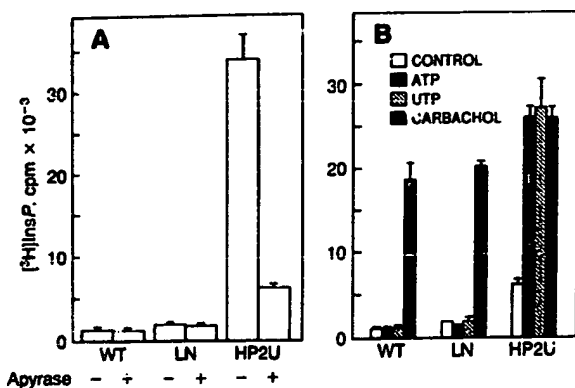 A
B
CONTROL
ATP
UTP
CARBACHOL
[³H]InsP, cpm × 10⁻³
30
20
10
0
30
20
10
0
WT LN HP2U
WT LN HP2U
Apyrase − + − + − +